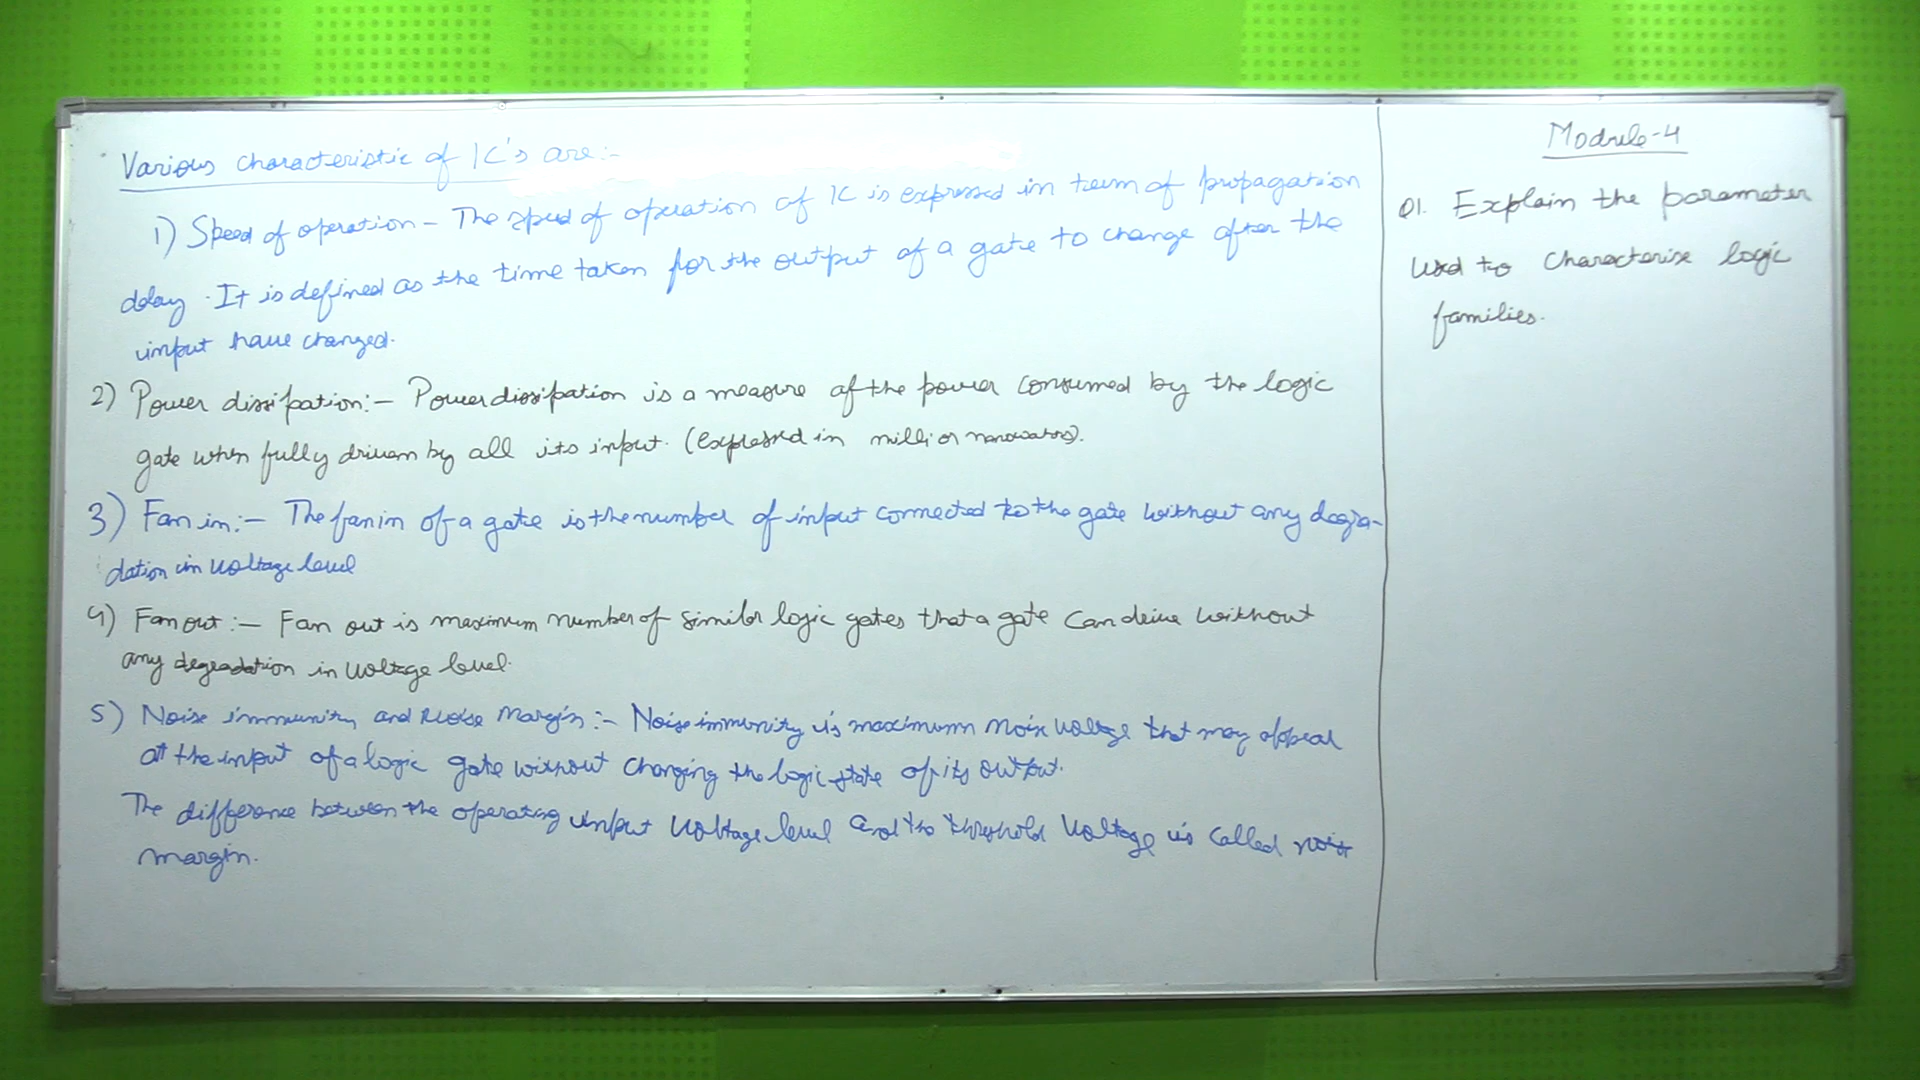 Various characteristic of IC's are:-
1) Speed of operation - The speed of operation of IC is expressed in term of propagation
delay. It is defined as the time taken for the output of a gate to change after the
input have changed.
2) Power dissipation:- Power dissipation is a measure of the power consumed by the logic
gate when fully driven by all its input. (expressed in milli or nanowatts).
3) Fan in:- The fan in of a gate is the number of input connected to the gate without any degra-
dation in voltage level
4) Fan out:- Fan out is maximum number of similar logic gates that a gate can drive without
any degradation in voltage level.
5) Noise immunity and Noise Margin:- Noise immunity is maximum noise voltage that may appear
at the input of a logic gate without changing the logic state of its output.
The difference between the operating input voltage level and the threshold voltage is called noise
margin.
Module-4
Q1. Explain the parameter
used to characterise logic
families.